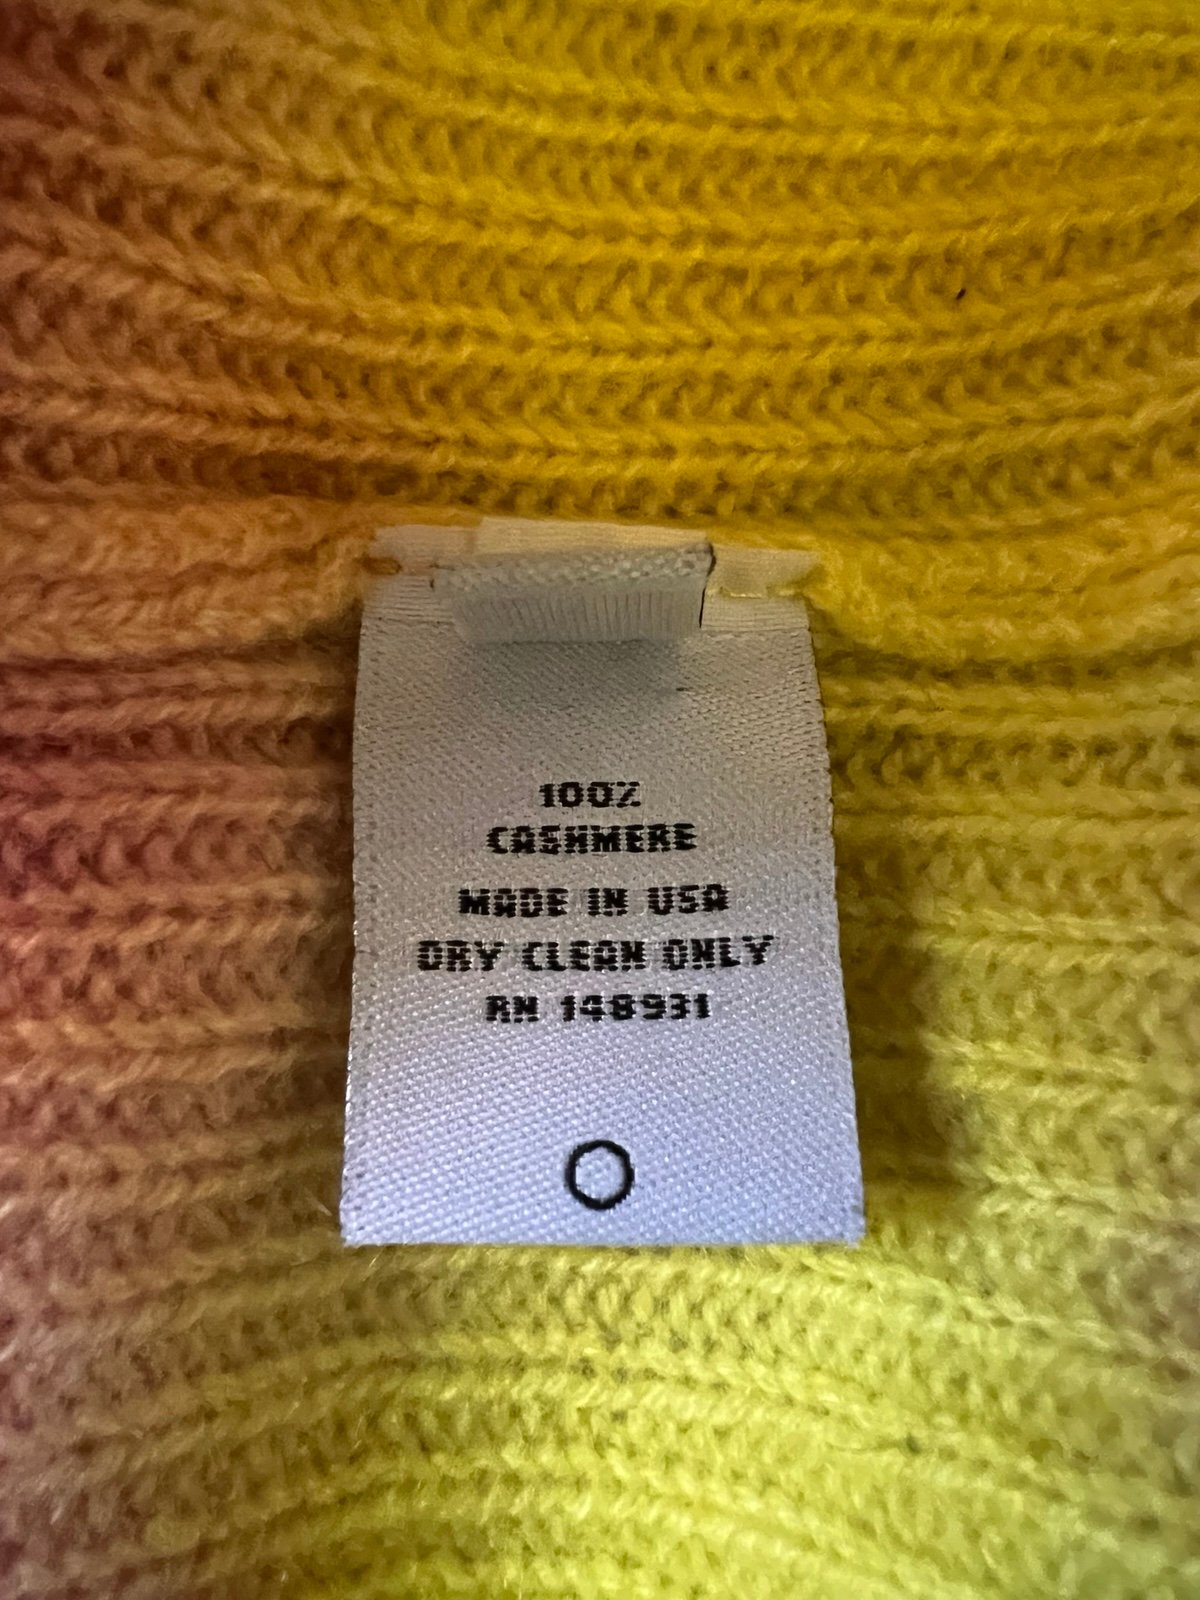 100%
CASHMERE
MADE IN USA
DRY CLEAN ONLY
RN 148931